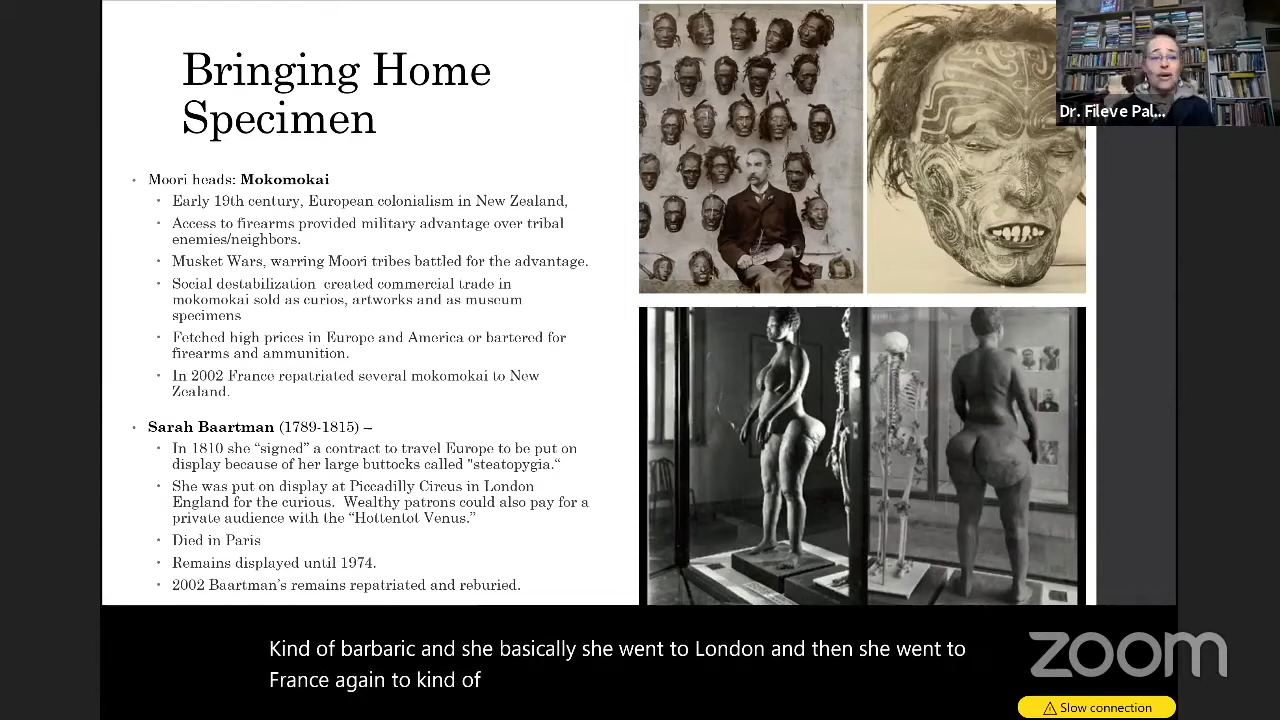 Bringing Home
Specimen
• Moori heads: Mokomokai
• Early 19th century, European colonialism in New Zealand,
• Access to firearms provided military advantage over tribal
enemies/neighbors.
• Musket Wars, warring Moori tribes battled for the advantage.
• Social destabilization  created commercial trade in
mokomokai sold as curios, artworks and as museum
specimens
• Fetched high prices in Europe and America or bartered for
firearms and ammunition.
• In 2002 France repatriated several mokomokai to New
Zealand.
• Sarah Baartman (1789-1815) –
• In 1810 she “signed” a contract to travel Europe to be put on
display because of her large buttocks called "steatopygia.“
• She was put on display at Piccadilly Circus in London
England for the curious.  Wealthy patrons could also pay for a
private audience with the “Hottentot Venus.”
• Died in Paris
• Remains displayed until 1974.
• 2002 Baartman’s remains repatriated and reburied.
Dr. Fileve Pal...
Kind of barbaric and she basically she went to London and then she went to
France again to kind of
zoom
Slow connection